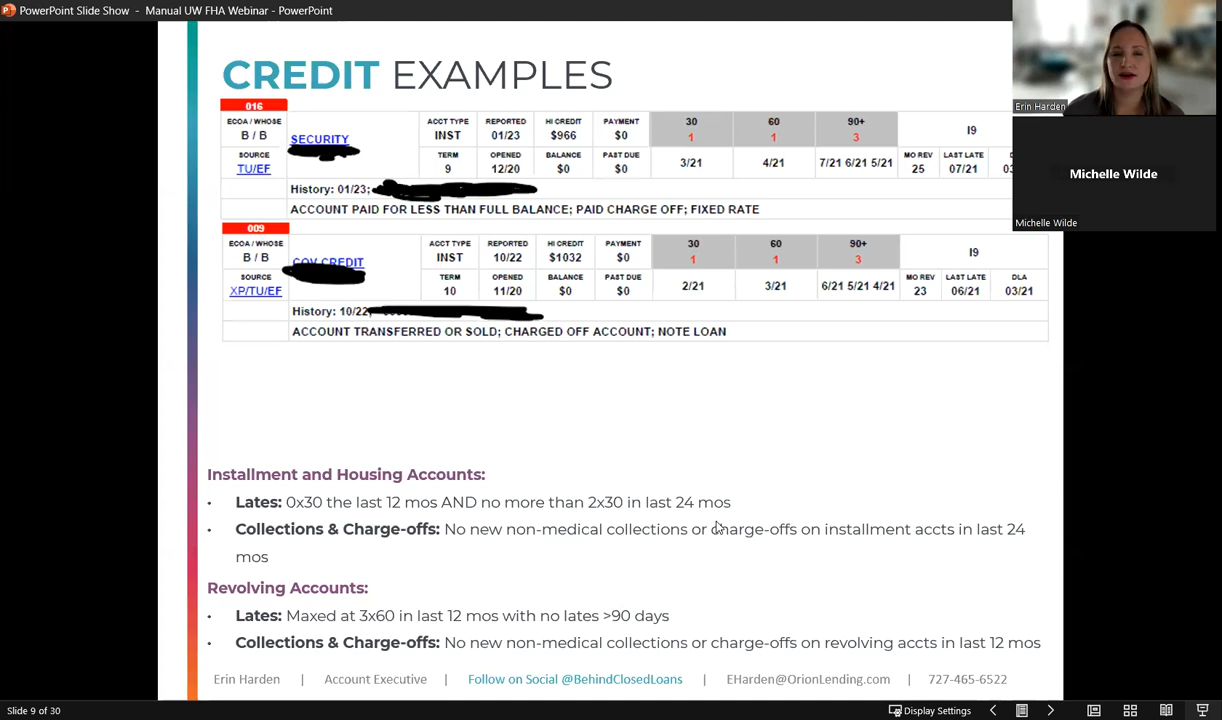 PowerPoint Slide Show - Manual UW FHA Webinar - PowerPoint
CREDIT EXAMPLES
016
ECOA / WHOSE
B / B
SECURITY
ACCT TYPE
INST
REPORTED
01/23
HI CREDIT
$966
PAYMENT
$0
30
1
60
1
90+
3
I9
SOURCE
TU/EF
TERM
9
OPENED
12/20
BALANCE
$0
PAST DUE
$0
3/21
4/21
7/21 6/21 5/21
MO REV
25
LAST LATE
07/21
History: 01/23;
ACCOUNT PAID FOR LESS THAN FULL BALANCE; PAID CHARGE OFF; FIXED RATE
009
ECOA / WHOSE
B / B
COV CREDIT
ACCT TYPE
INST
REPORTED
10/22
HI CREDIT
$1032
PAYMENT
$0
30
1
60
1
90+
3
I9
SOURCE
XP/TU/EF
TERM
10
OPENED
11/20
BALANCE
$0
PAST DUE
$0
2/21
3/21
6/21 5/21 4/21
MO REV
23
LAST LATE
06/21
DLA
03/21
History: 10/22;
ACCOUNT TRANSFERRED OR SOLD; CHARGED OFF ACCOUNT; NOTE LOAN
Installment and Housing Accounts:
• Lates: 0x30 the last 12 mos AND no more than 2x30 in last 24 mos
• Collections & Charge-offs: No new non-medical collections or charge-offs on installment accts in last 24
mos
Revolving Accounts:
• Lates: Maxed at 3x60 in last 12 mos with no lates >90 days
• Collections & Charge-offs: No new non-medical collections or charge-offs on revolving accts in last 12 mos
Erin Harden | Account Executive | Follow on Social @BehindClosedLoans | EHarden@OrionLending.com | 727-465-6522
Erin Harden
Michelle Wilde
Michelle Wilde
Slide 9 of 30
Display Settings